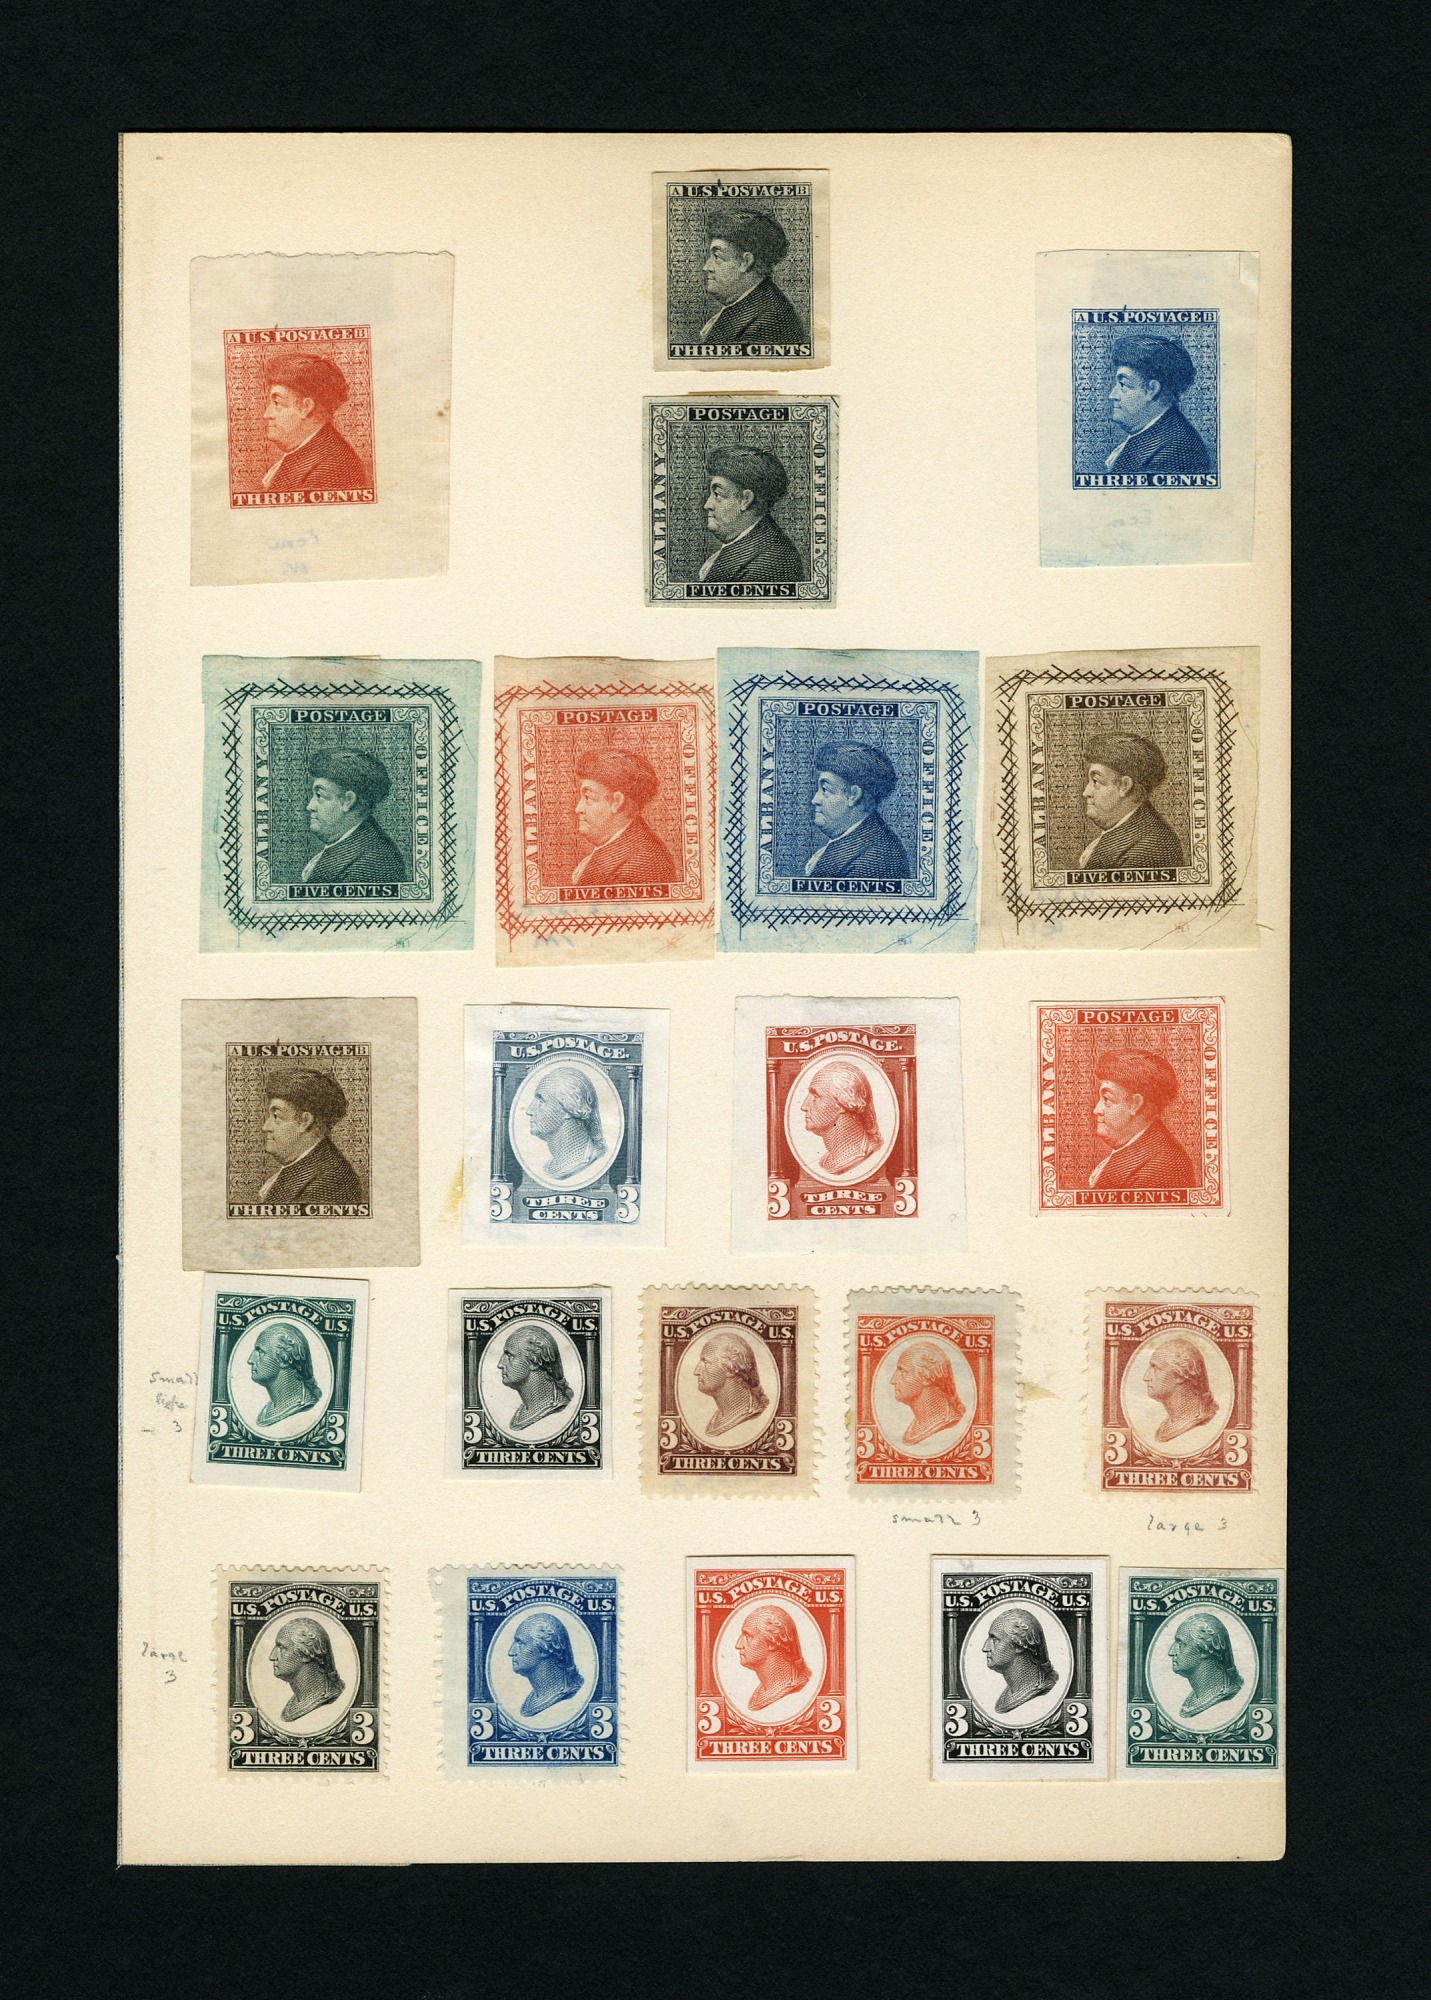 A U.S. POSTAGE B
THREE CENTS
A U.S. POSTAGE B
THREE CENTS
A U.S. POSTAGE B
THREE CENTS
POSTAGE
ALBANY
OFFICE.
FIVE CENTS.
POSTAGE
ALBANY
OFFICE.
FIVE CENTS.
POSTAGE
ALBANY
OFFICE.
FIVE CENTS.
POSTAGE
ALBANY
OFFICE.
FIVE CENTS.
POSTAGE
ALBANY
OFFICE.
FIVE CENTS.
A U.S. POSTAGE B
THREE CENTS
U.S. POSTAGE.
3 THREE 3
CENTS
U.S. POSTAGE.
3 THREE 3
CENTS
POSTAGE
ALBANY
OFFICE.
FIVE CENTS.
U.S. POSTAGE U.S.
3 3
THREE CENTS
U.S. POSTAGE U.S.
3 3
THREE CENTS
U.S. POSTAGE U.S.
3 3
THREE CENTS
U.S. POSTAGE U.S.
3 3
THREE CENTS
U.S. POSTAGE U.S.
3 3
THREE CENTS
small
3
small 3
large 3
U.S. POSTAGE. U.S.
3 3
THREE CENTS
U.S. POSTAGE. U.S.
3 3
THREE CENTS
U.S. POSTAGE. U.S.
3 3
THREE CENTS
U.S. POSTAGE. U.S.
3 3
THREE CENTS
U.S. POSTAGE. U.S.
3 3
THREE CENTS
large
3